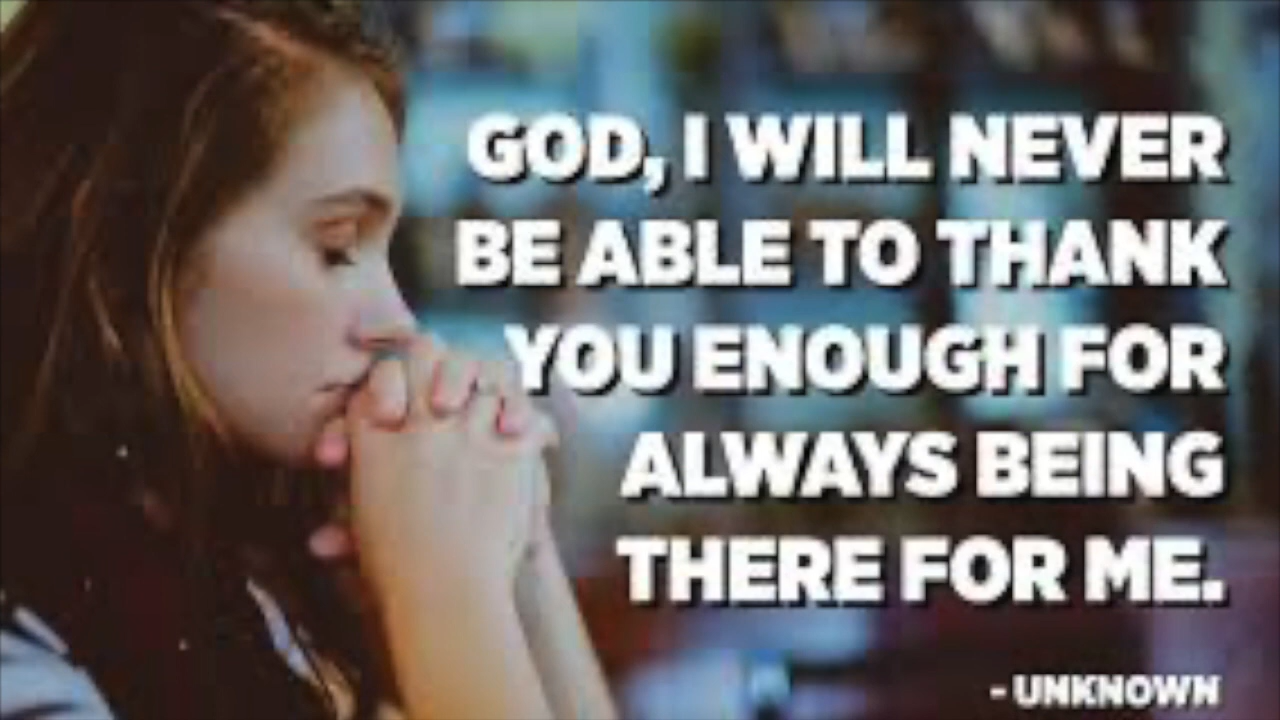 GOD, I WILL NEVER
BE ABLE TO THANK
YOU ENOUGH FOR
ALWAYS BEING
THERE FOR ME.
- UNKNOWN